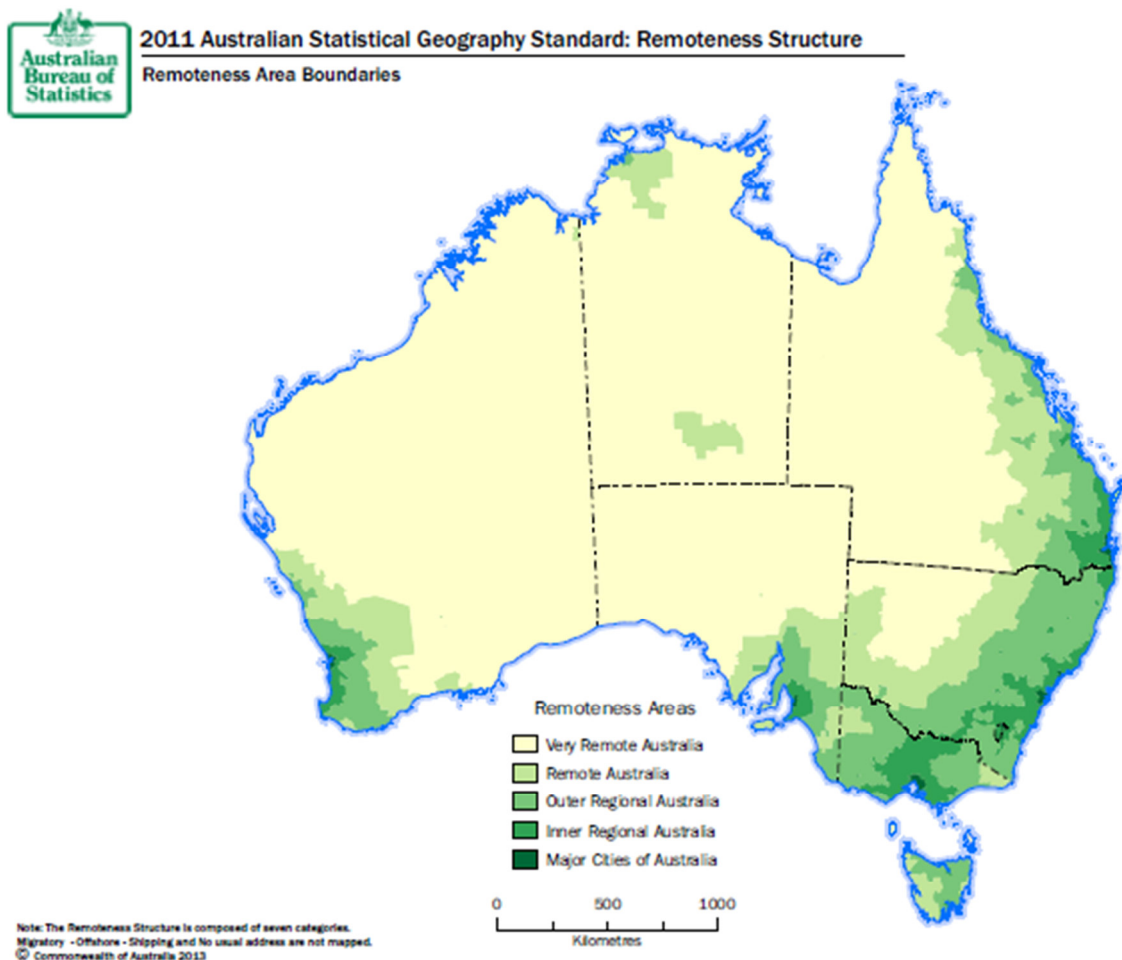 Australian
Bureau of
Statistics
2011 Australian Statistical Geography Standard: Remoteness Structure
Remoteness Area Boundaries
Remoteness Areas
Very Remote Australia
Remote Australia
Outer Regional Australia
Inner Regional Australia
Major Cities of Australia
0 500 1000
Kilometres
Note: The Remoteness Structure is composed of seven categories.
Migratory - Offshore - Shipping and No usual address are not mapped.
© Commonwealth of Australia 2013